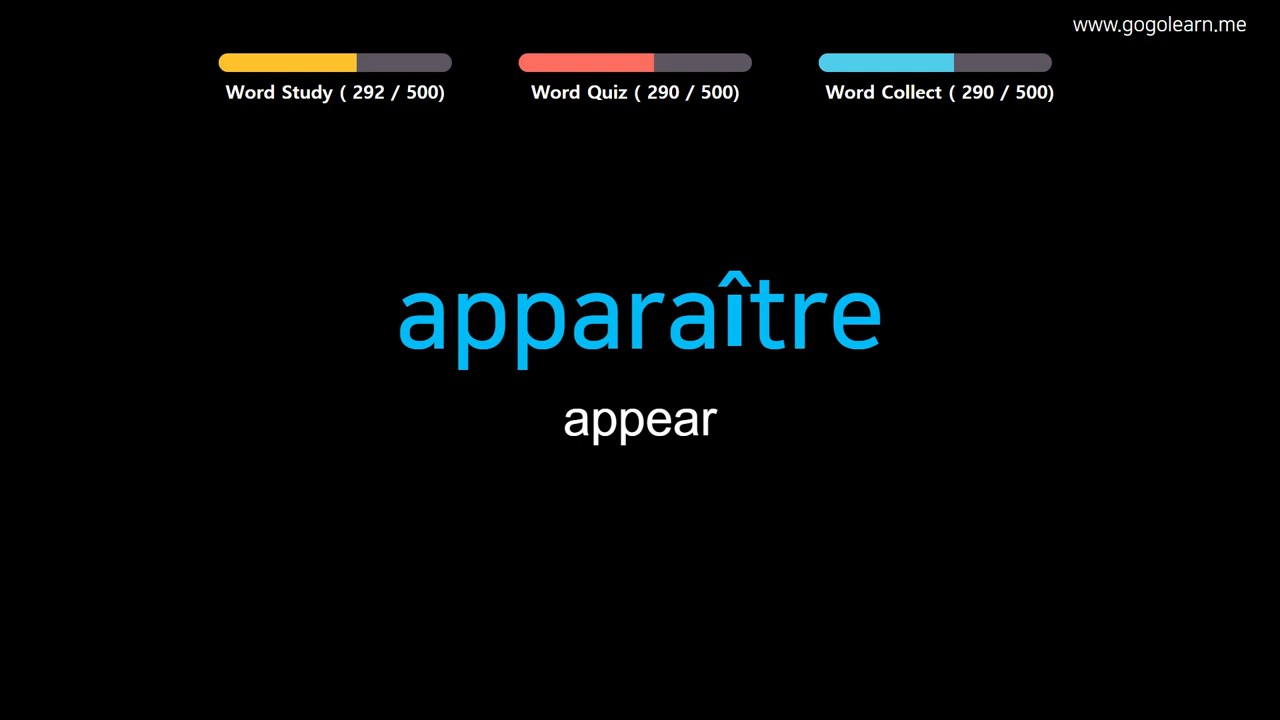 www.gogolearn.me
Word Study ( 292 / 500)
Word Quiz ( 290 / 500)
Word Collect ( 290 / 500)
apparaître
appear